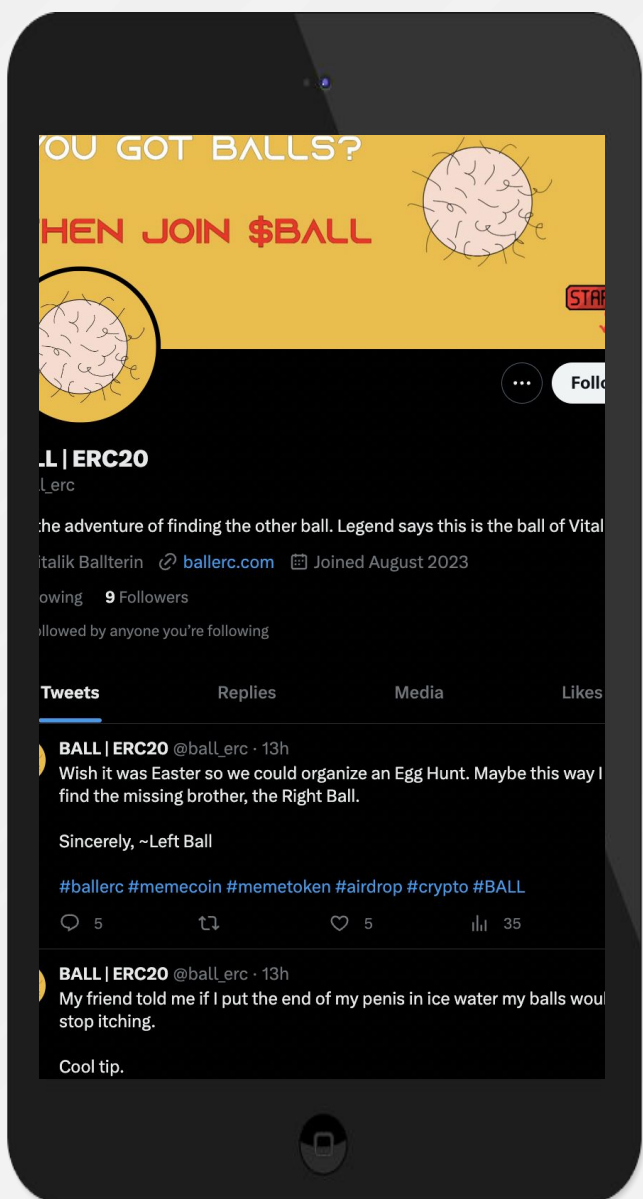 YOU GOT BALLS?
HEN JOIN $BALL
STAR
Follo
LL | ERC20
l_erc
the adventure of finding the other ball. Legend says this is the ball of Vital
italik Ballterin ballerc.com Joined August 2023
owing 9 Followers
ollowed by anyone you’re following
Tweets Replies Media Likes
BALL | ERC20 @ball_erc · 13h
Wish it was Easter so we could organize an Egg Hunt. Maybe this way I
find the missing brother, the Right Ball.
Sincerely, ~Left Ball
#ballerc #memecoin #memetoken #airdrop #crypto #BALL
5 5 35
BALL | ERC20 @ball_erc · 13h
My friend told me if I put the end of my penis in ice water my balls woul
stop itching.
Cool tip.